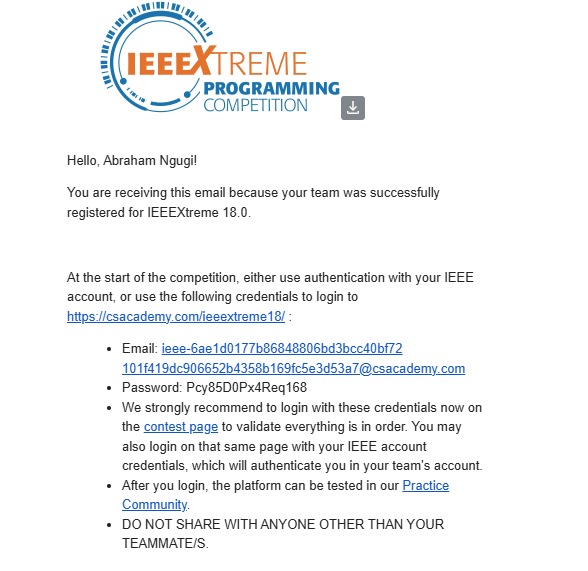 IEEEXTREME
PROGRAMMING
COMPETITION
Hello, Abraham Ngugi!
You are receiving this email because your team was successfully
registered for IEEEXtreme 18.0.
At the start of the competition, either use authentication with your IEEE
account, or use the following credentials to login to
https://csacademy.com/ieeextreme18/ :
• Email: ieee-6ae1d0177b86848806bd3bcc40bf72
101f419dc906652b4358b169fc5e3d53a7@csacademy.com
• Password: Pcy85D0Px4Req168
• We strongly recommend to login with these credentials now on
the contest page to validate everything is in order. You may
also login on that same page with your IEEE account
credentials, which will authenticate you in your team's account.
• After you login, the platform can be tested in our Practice
Community.
• DO NOT SHARE WITH ANYONE OTHER THAN YOUR
TEAMMATE/S.